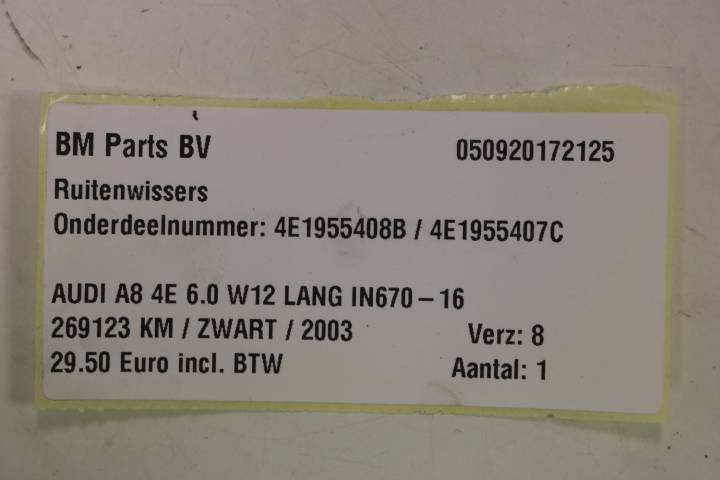 BM Parts BV 050920172125
Ruitenwissers
Onderdeelnummer: 4E1955408B / 4E1955407C
AUDI A8 4E 6.0 W12 LANG IN670-16
269123 KM / ZWART / 2003 Verz: 8
29.50 Euro incl. BTW Aantal: 1